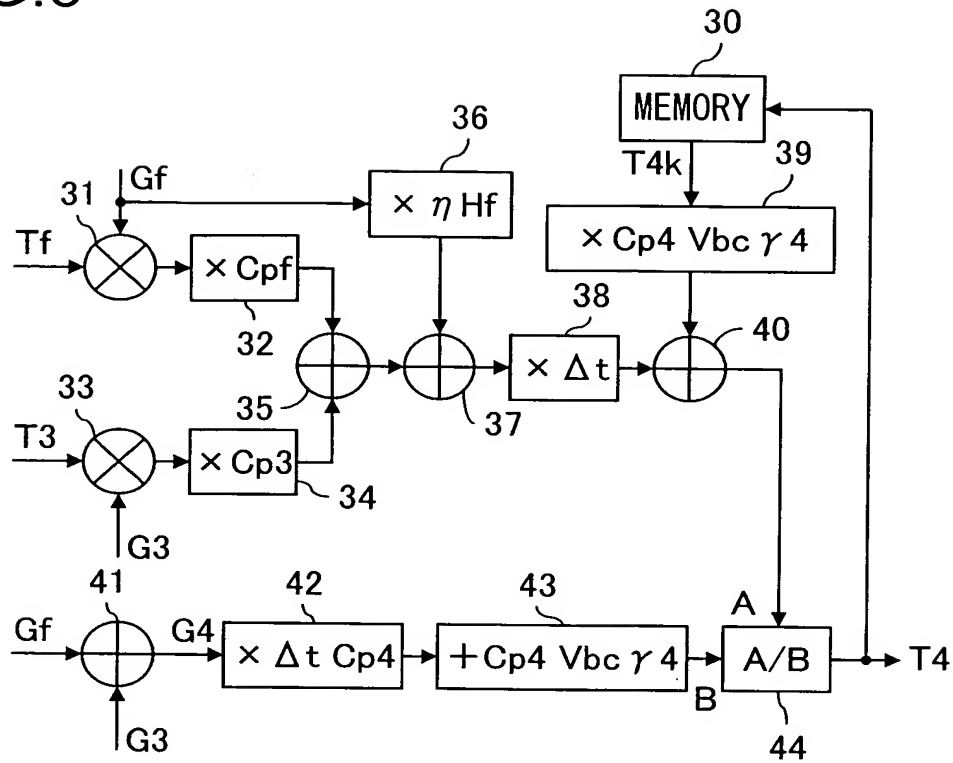 30
MEMORY
36
T4k
39
Gf
31
× η Hf
× Cp4 Vbc γ 4
Tf
× Cpf
38
40
32
× Δt
33
35
37
T3
× Cp3
34
G3
41
42
43
A
Gf
G4
× Δt Cp4
+Cp4 Vbc γ 4
A/B
T4
B
G3
44